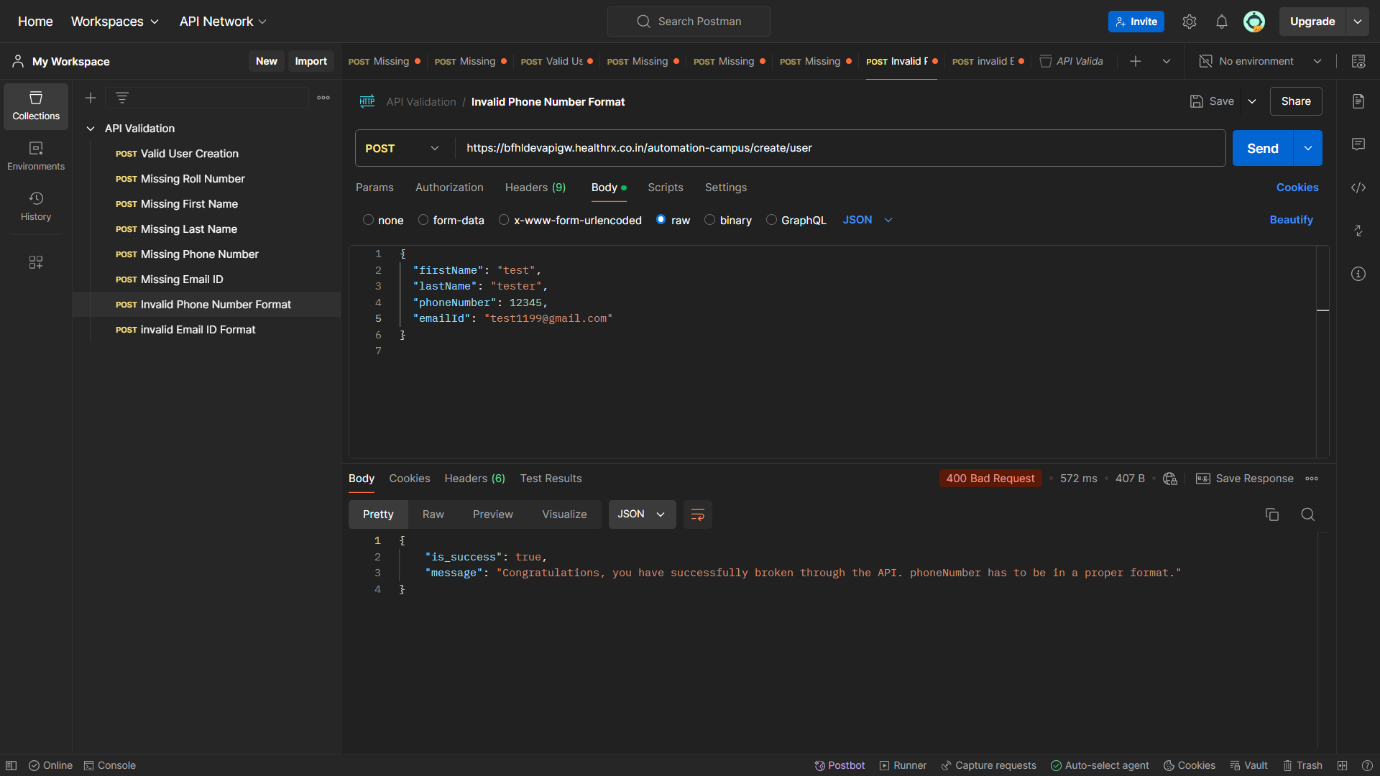 Home Workspaces API Network Search Postman Invite Upgrade
My Workspace New Import POST Missing POST Missing POST Valid Us POST Missing POST Missing POST Missing POST Invalid F POST invalid E API Valida No environment
Collections
Environments
History
API Validation
POST Valid User Creation
POST Missing Roll Number
POST Missing First Name
POST Missing Last Name
POST Missing Phone Number
POST Missing Email ID
POST Invalid Phone Number Format
POST invalid Email ID Format
HTTP API Validation / Invalid Phone Number Format Save Share
POST https://bfhldevapigw.healthrx.co.in/automation-campus/create/user Send
Params Authorization Headers (9) Body Scripts Settings Cookies
none form-data x-www-form-urlencoded raw binary GraphQL JSON Beautify
1 {
2 "firstName": "test",
3 "lastName": "tester",
4 "phoneNumber": 12345,
5 "emailId": "test1199@gmail.com"
6 }
7
Body Cookies Headers (6) Test Results 400 Bad Request 572 ms 407 B e.g. Save Response
Pretty Raw Preview Visualize JSON
1 {
2 "is_success": true,
3 "message": "Congratulations, you have successfully broken through the API. phoneNumber has to be in a proper format."
4 }
Online Console Postbot Runner Capture requests Auto-select agent Cookies Vault Trash